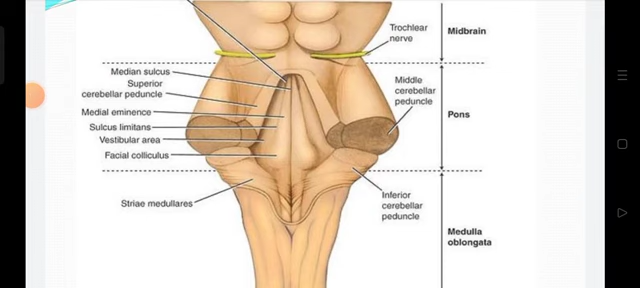 Trochlear
nerve
Midbrain
Median sulcus
Superior
cerebellar peduncle
Medial eminence
Sulcus limitans
Vestibular area
Facial colliculus
Middle
cerebellar
peduncle
Pons
Striae medullares
Inferior
cerebellar
peduncle
Medulla
oblongata